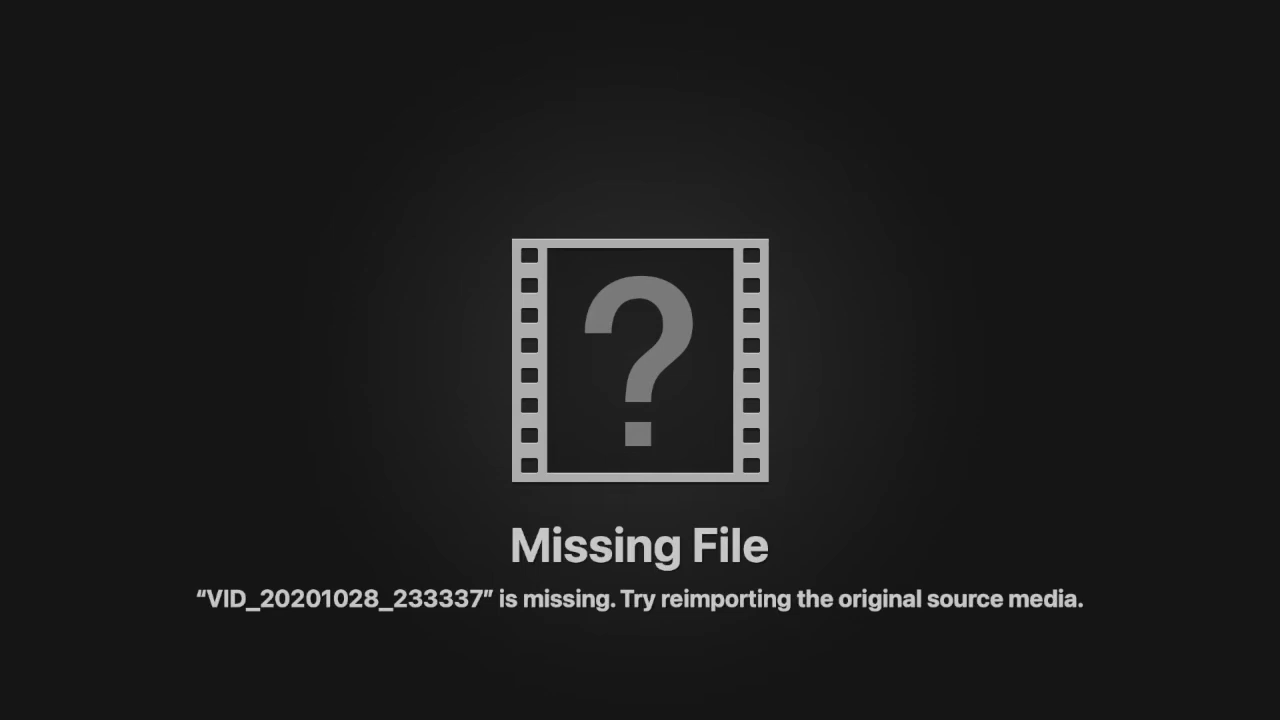 ?
Missing File
“VID_20201028_233337” is missing. Try reimporting the original source media.